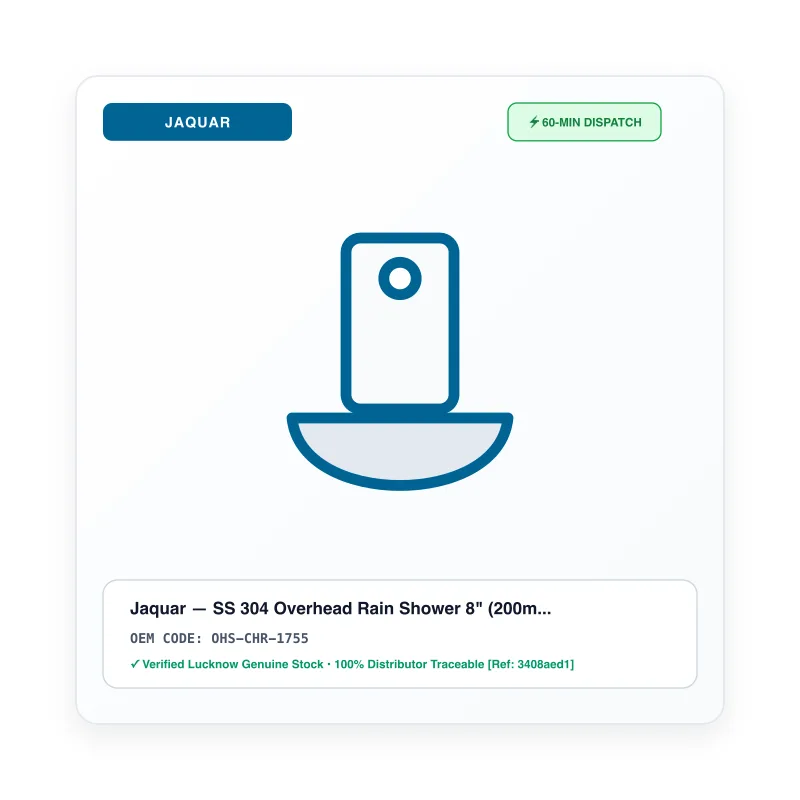 JAQUAR
⚡60-MIN DISPATCH
Jaquar — SS 304 Overhead Rain Shower 8" (200m...
OEM CODE: OHS-CHR-1755
✓ Verified Lucknow Genuine Stock · 100% Distributor Traceable [Ref: 3408aed1]